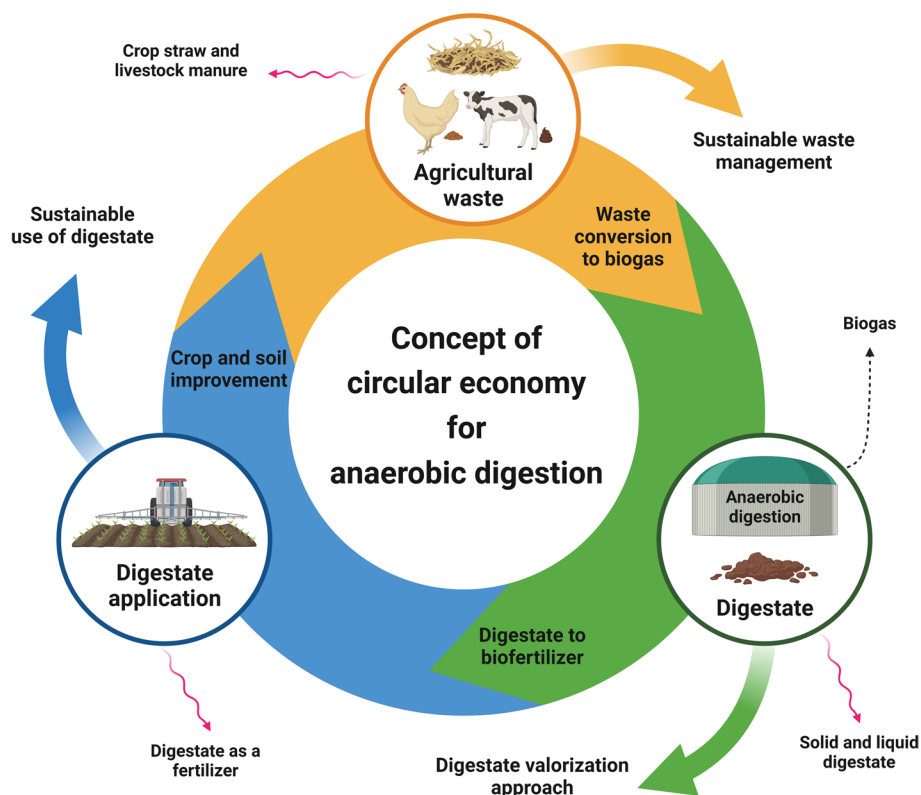 Crop straw and
livestock manure
Agricultural
waste
Sustainable waste
management
Sustainable
use of digestate
Waste
conversion
to biogas
Biogas
Concept of
circular economy
for
anaerobic digestion
Crop and soil
improvement
Anaerobic
digestion
Digestate
Digestate
application
Digestate to
biofertilizer
Digestate as a
fertilizer
Digestate valorization
approach
Solid and liquid
digestate